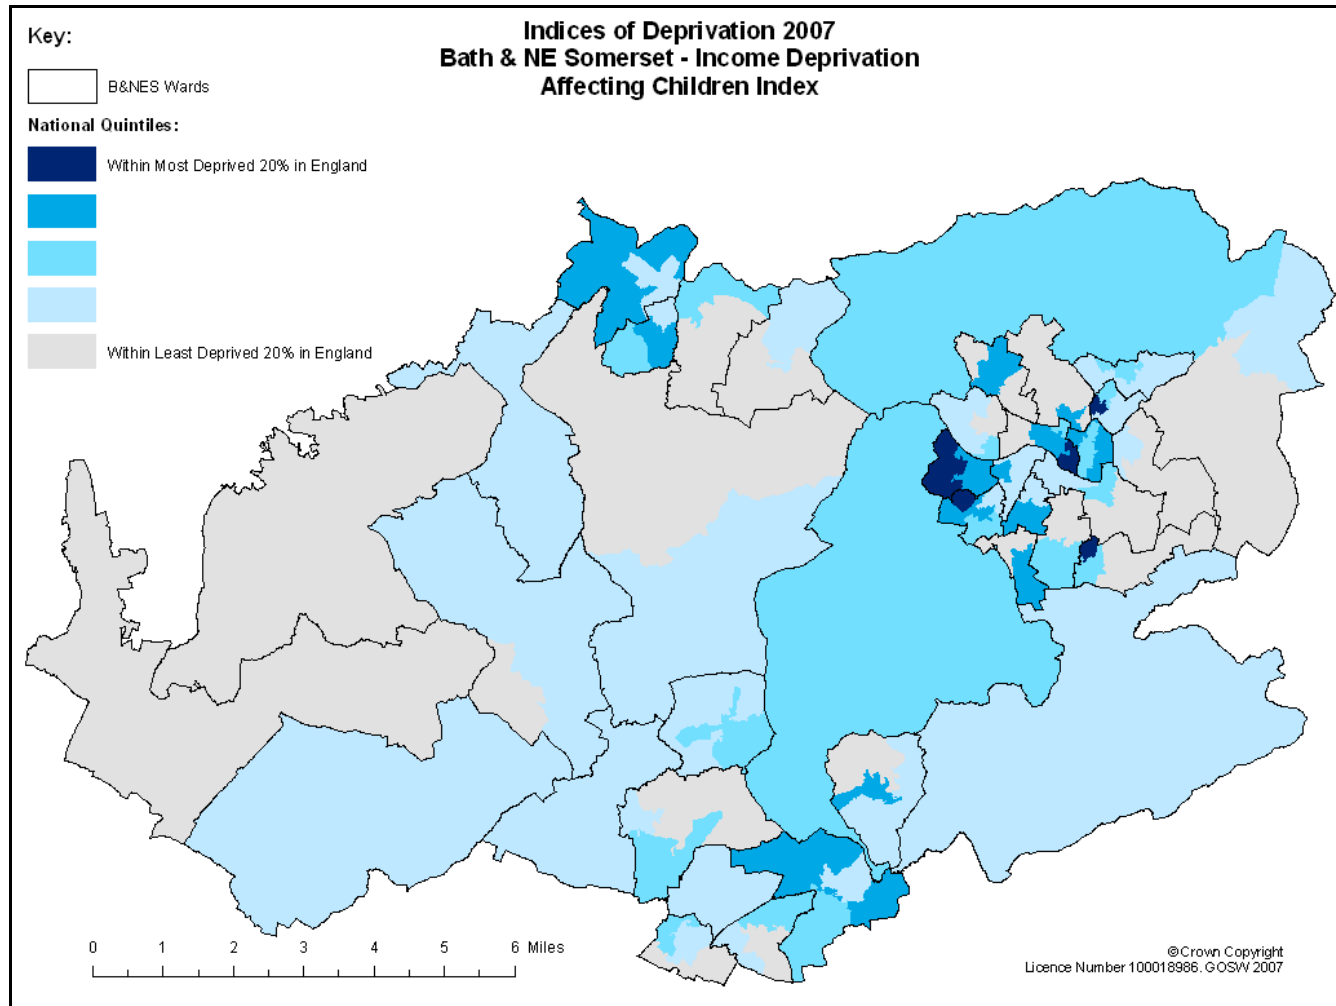 Indices of Deprivation 2007
Bath & NE Somerset - Income Deprivation
Affecting Children Index
Key:
B&NES Wards
National Quintiles:
Within Most Deprived 20% in England
Within Least Deprived 20% in England
0 1 2 3 4 5 6 Miles
© Crown Copyright
Licence Number 100018986. GOSW 2007